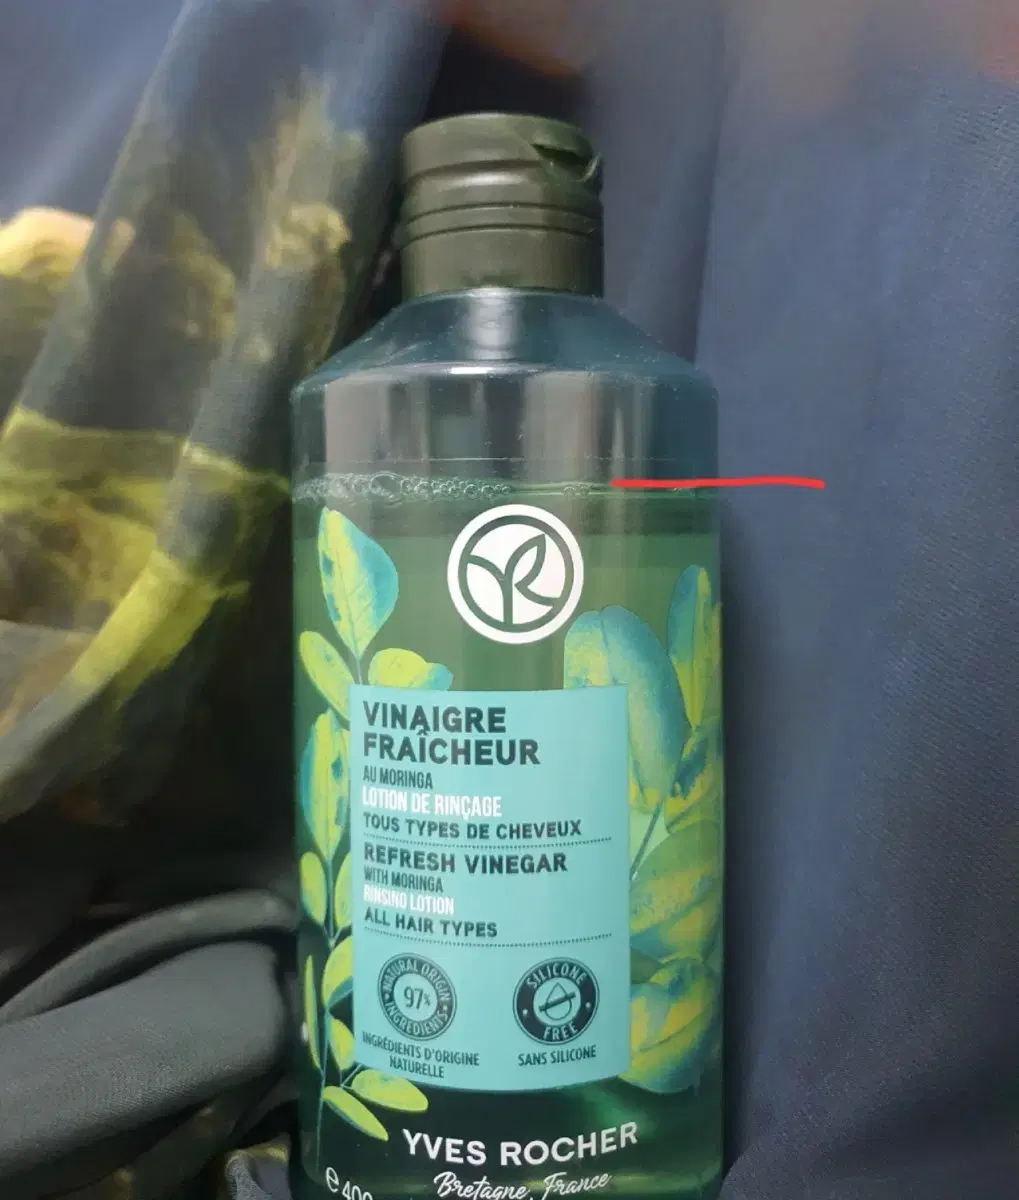 VINAIGRE
FRAÎCHEUR
AU MORINGA
LOTION DE RINÇAGE
TOUS TYPES DE CHEVEUX
REFRESH VINEGAR
WITH MORINGA
RINSING LOTION
ALL HAIR TYPES
NATURAL ORIGIN
97%
INGREDIENTS
INGRÉDIENTS D'ORIGINE
NATURELLE
SILICONE
FREE
SANS SILICONE
YVES ROCHER
Bretagne, France
e 400